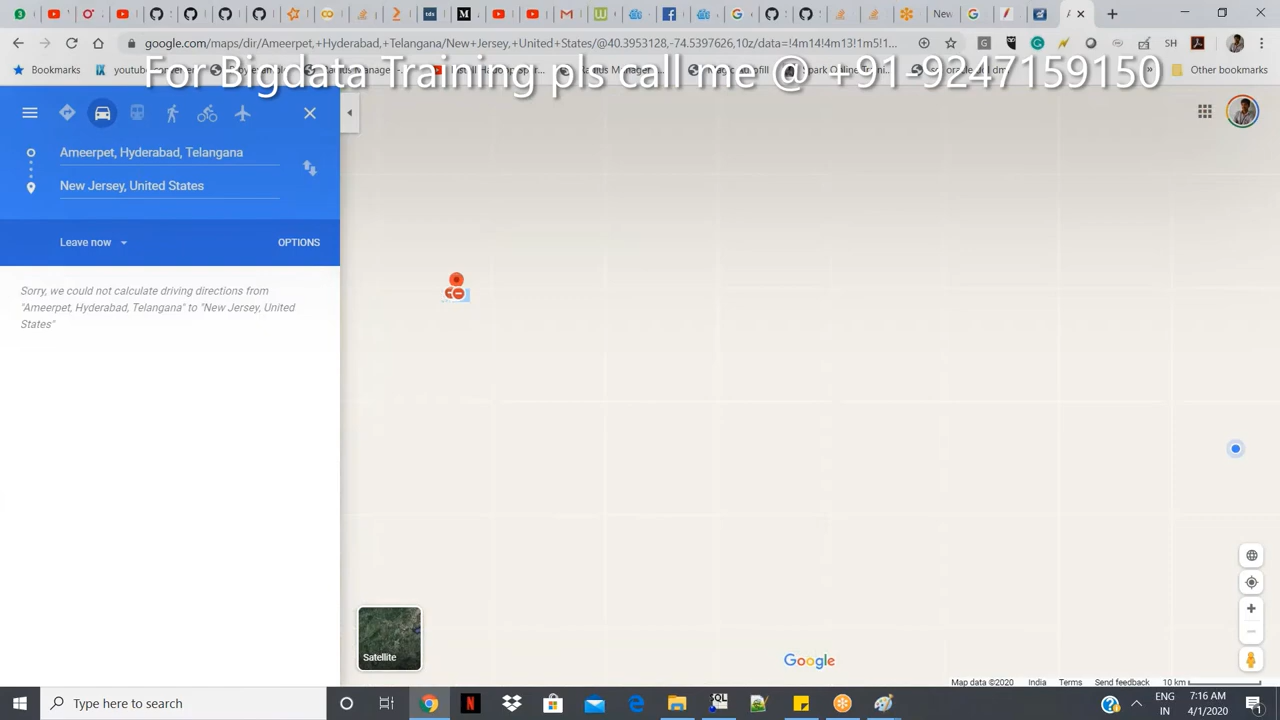 google.com/maps/dir/Ameerpet,+Hyderabad,+Telangana/New+Jersey,+United+States/@40.3953128,-74.5397626,10z/data=!4m14!4m13!1m5!1...
Bookmarks
Other bookmarks
For Bigdata Training pls call me @ +91-9247159150
Ameerpet, Hyderabad, Telangana
New Jersey, United States
Leave now
OPTIONS
Sorry, we could not calculate driving directions from
"Ameerpet, Hyderabad, Telangana" to "New Jersey, United
States"
Satellite
Google
Map data ©2020 India Terms Send feedback 10 km
Type here to search
ENG
IN
7:16 AM
4/1/2020